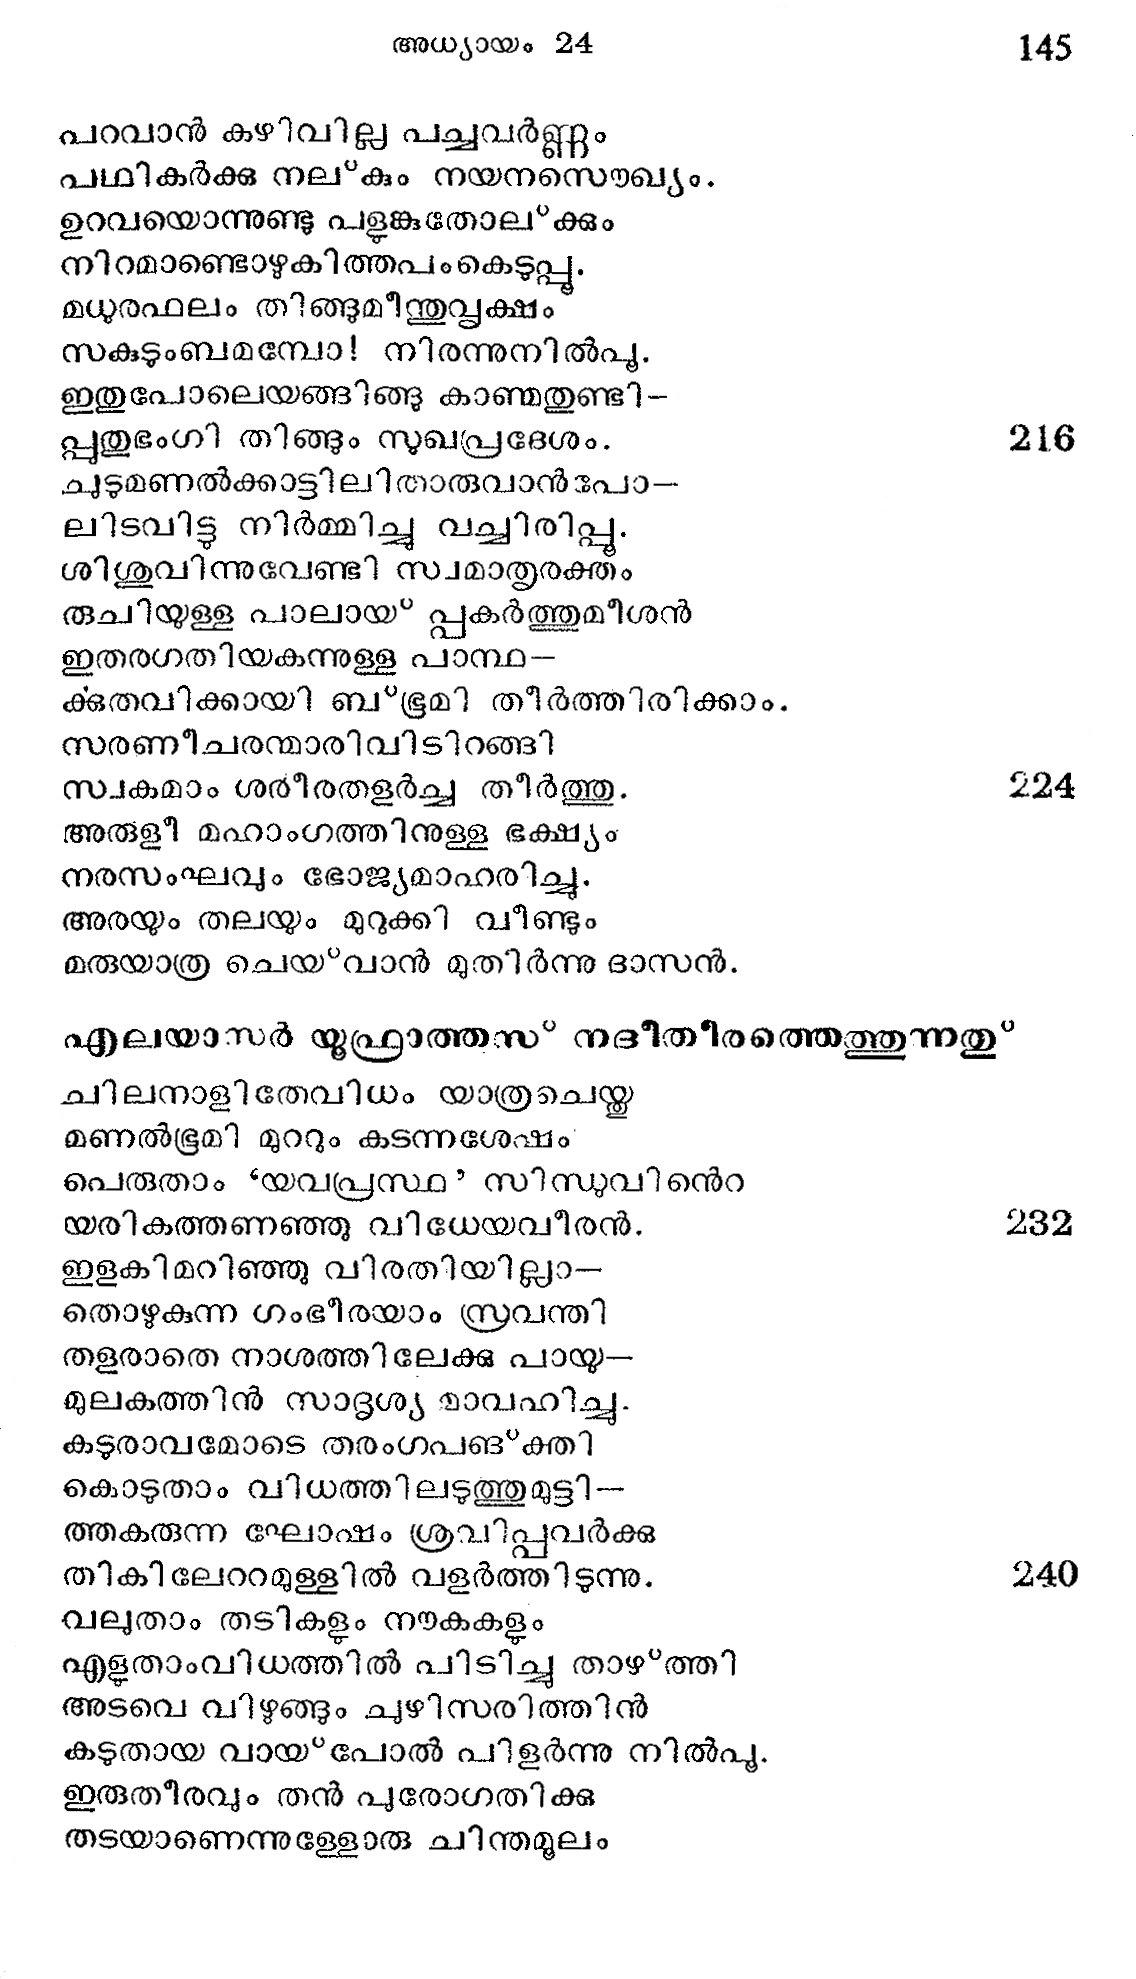 അധ്യായം 24 145
പറവാൻ കഴിവില്ല പച്ചവർണ്ണം
പഥികർക്കു നല്കും നയനസൌഖ്യം.
ഉറവയൊന്നുണ്ടു പളുങ്കുതോല്ക്കും
നിറമാണ്ടൊഴുകിത്തപംകെടുപ്പൂ.
മധുരഫലം തിങ്ങുമീന്തുവൃക്ഷം
സകുടുംബമമ്പോ! നിരന്നുനിൽപൂ.
ഇതുപോലെയങ്ങിങ്ങു കാണ്മതുണ്ടി—
പ്പുതുഭംഗി തിങ്ങും സുഖപ്രദേശം. 216
ചുടുമണൽക്കാട്ടിലിതാരുവാൻപോ—
ലിടവിട്ടു നിർമ്മിച്ചു വച്ചിരിപ്പൂ.
ശിശുവിന്നുവേണ്ടി സ്വമാതൃരക്തം
രുചിയുള്ള പാലായ് പ്പകർത്തുമീശൻ
ഇതരഗതിയകന്നുള്ള പാന്ഥ—
ക്കുതവിക്കായി ബ്ഭൂമി തീർത്തിരിക്കാം.
സരണീചരന്മാരിവിടിറങ്ങി
സ്വകമാം ശരീരതളർച്ച തീർത്തു. 224
അരുളീ മഹാംഗത്തിനുള്ള ഭക്ഷ്യം
നരസംഘവും ഭോജ്യമാഹരിച്ചു.
അരയും തലയും മുറുക്കി വീണ്ടും
മരുയാത്ര ചെയ്വാൻ മുതിർന്നു ദാസൻ.
എലയാസർ യൂഫ്രാത്തസ് നദീതീരത്തെത്തുന്നതു്
ചിലനാളിതേവിധം യാത്രചെയ്തു
മണൽഭൂമി മുററും കടന്നശേഷം
പെരുതാം ‘യവപ്രസ്ഥ’ സിന്ധുവിൻെറ
യരികത്തണഞ്ഞു വിധേയവീരൻ. 232
ഇളകിമറിഞ്ഞു വിരതിയില്ലാ—
തൊഴുകുന്ന ഗംഭീരയാം സ്രവന്തി
തളരാതെ നാശത്തിലേക്കു പായു—
മുലകത്തിൻ സാദൃശ്യ മാവഹിച്ചു.
കടുരാവമോടെ തരംഗപങ്ക്തി
കൊടുതാം വിധത്തിലടുത്തുമുട്ടി—
ത്തകരുന്ന ഘോഷം ശ്രവിപ്പവർക്കു
തികിലേററമുള്ളിൽ വളർത്തിടുന്നു. 240
വലുതാം തടികളും നൗകകളും
എളുതാംവിധത്തിൽ പിടിച്ചു താഴ്ത്തി
അടവെ വിഴുങ്ങും ചുഴിസരിത്തിൻ
കടുതായ വായ്പോൽ പിളർന്നു നിൽപൂ.
ഇരുതീരവും തൻ പുരോഗതിക്കു
തടയാണെന്നുള്ളോരു ചിന്തമൂലം